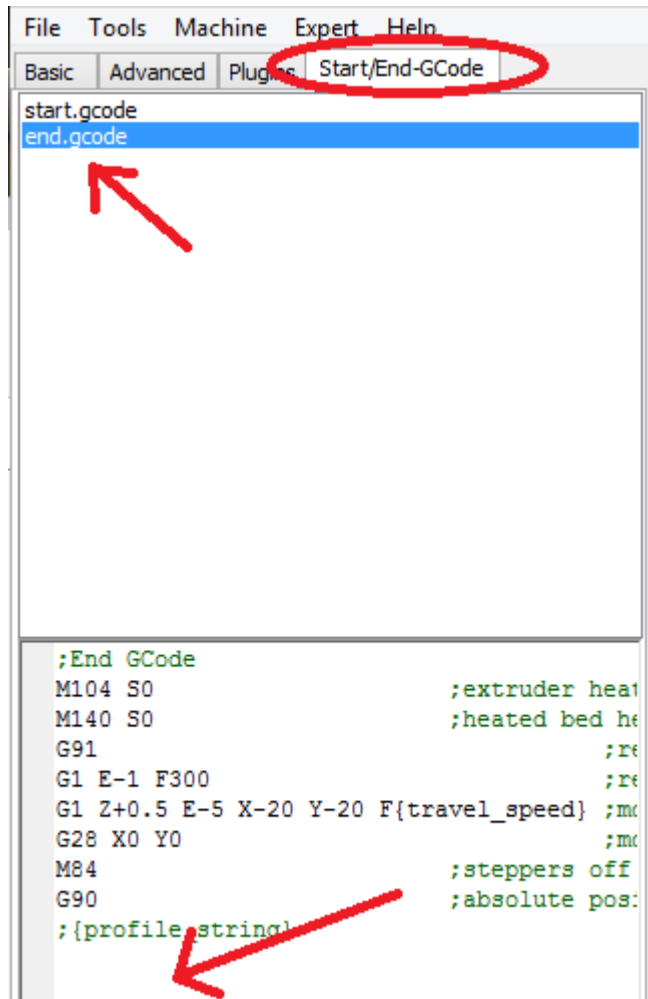 File Tools Machine Expert Help
Basic Advanced Plugins Start/End-GCode
start.gcode
end.gcode
;End GCode
M104 S0 ;extruder heat
M140 S0 ;heated bed he
G91 ;re
G1 E-1 F300 ;re
G1 Z+0.5 E-5 X-20 Y-20 F{travel_speed} ;mo
G28 X0 Y0 ;mo
M84 ;steppers off
G90 ;absolute posi
;{profile_string}